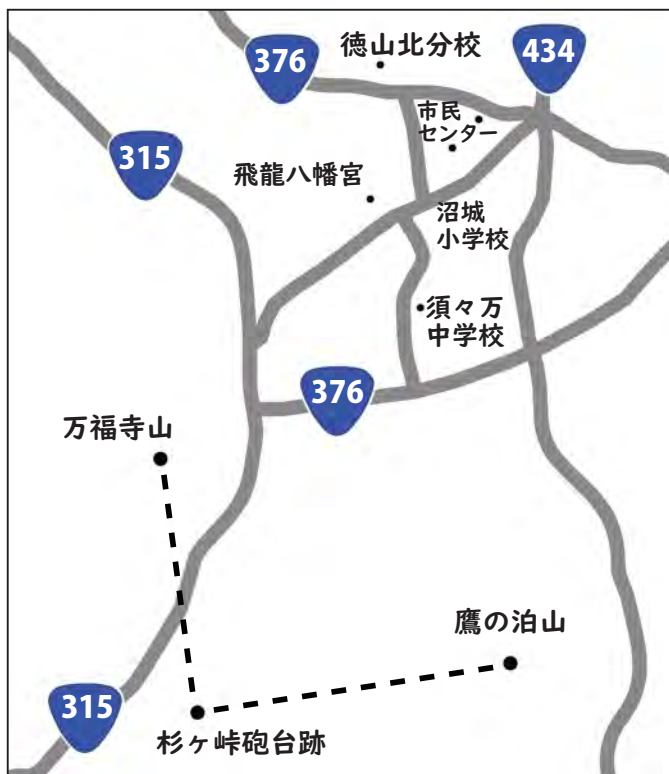 376
徳山北分校
434
市民
センター
315
飛龍八幡宮
沼城
小学校
須々万
中学校
376
万福寺山
鷹の泊山
315
杉ヶ峠砲台跡